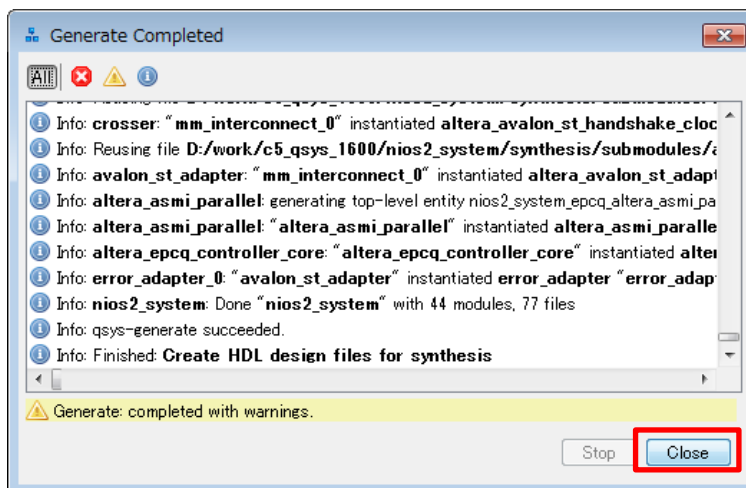 Generate Completed
All
Info: crosser: "mm_interconnect_0" instantiated altera_avalon_st_handshake_cloc
Info: Reusing file D:/work/c5_qsys_1600/nios2_system/synthesis/submodules/a
Info: avalon_st_adapter: "mm_interconnect_0" instantiated altera_avalon_st_adapt
Info: altera_asmi_parallel: generating top-level entity nios2_system_epcq_altera_asmi_pa
Info: altera_asmi_parallel: "altera_asmi_parallel" instantiated altera_asmi_paralle
Info: altera_epcq_controller_core: "altera_epcq_controller_core" instantiated alter
Info: error_adapter_0: "avalon_st_adapter" instantiated error_adapter "error_adap
Info: nios2_system: Done "nios2_system" with 44 modules, 77 files
Info: qsys-generate succeeded.
Info: Finished: Create HDL design files for synthesis
Generate: completed with warnings.
Stop Close